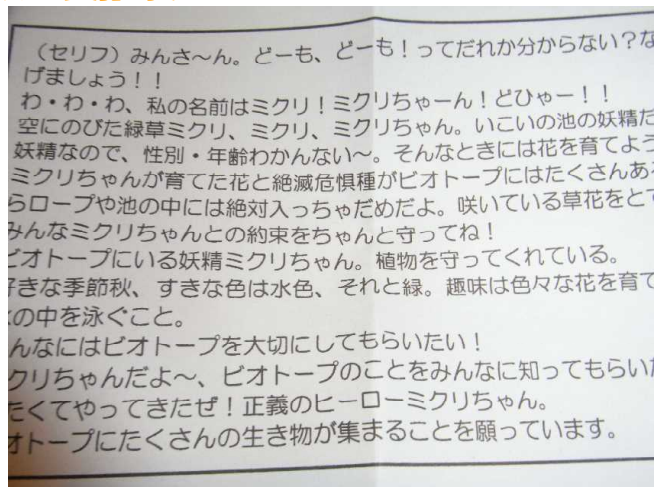 (セリフ)みんさ~ん。どーも、どーも!ってだれか分からない?な
げましょう!!
わ・わ・わ、私の名前はミクリ!ミクリちゃーん!どひゃー!!
空にのびた緑草ミクリ、ミクリ、ミクリちゃん。いこいの池の妖精だ
妖精なので、性別・年齢わかんない~。そんなときには花を育てよう
ミクリちゃんが育てた花と絶滅危惧種がビオトープにはたくさんある
らロープや池の中には絶対入っちゃだめだよ。咲いている草花をとて
みんなミクリちゃんとの約束をちゃんと守ってね!
ビオトープにいる妖精ミクリちゃん。植物を守ってくれている。
好きな季節秋、すきな色は水色、それと緑。趣味は色々な花を育て
の中を泳ぐこと。
んなにはビオトープを大切にしてもらいたい!
クリちゃんだよ~、ビオトープのことをみんなに知ってもらいた
たくてやってきたぜ!正義のヒーローミクリちゃん。
オトープにたくさんの生き物が集まることを願っています。